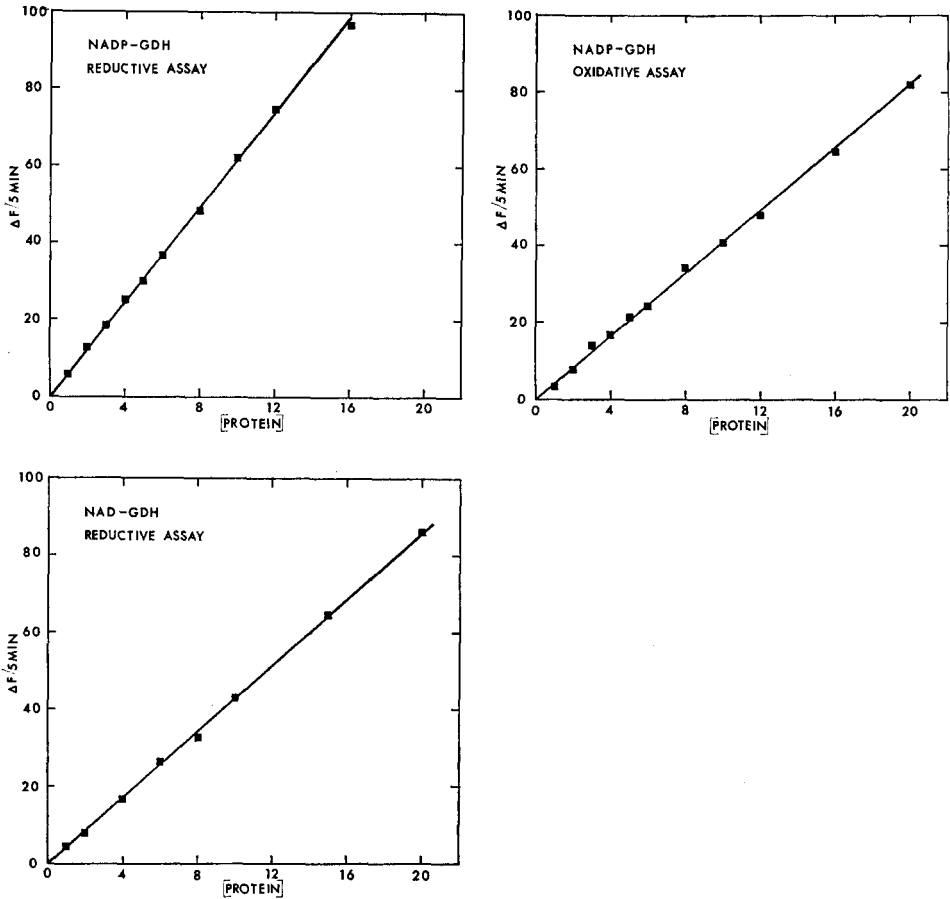 NADP-GDH
REDUCTIVE ASSAY
100
80
60
40
20
0
ΔF/5MIN
0 4 8 12 16 20
[PROTEIN]
NADP-GDH
OXIDATIVE ASSAY
100
80
60
40
20
0
ΔF/5MIN
0 4 8 12 16 20
[PROTEIN]
NAD-GDH
REDUCTIVE ASSAY
100
80
60
40
20
0
ΔF/5MIN
0 4 8 12 16 20
[PROTEIN]